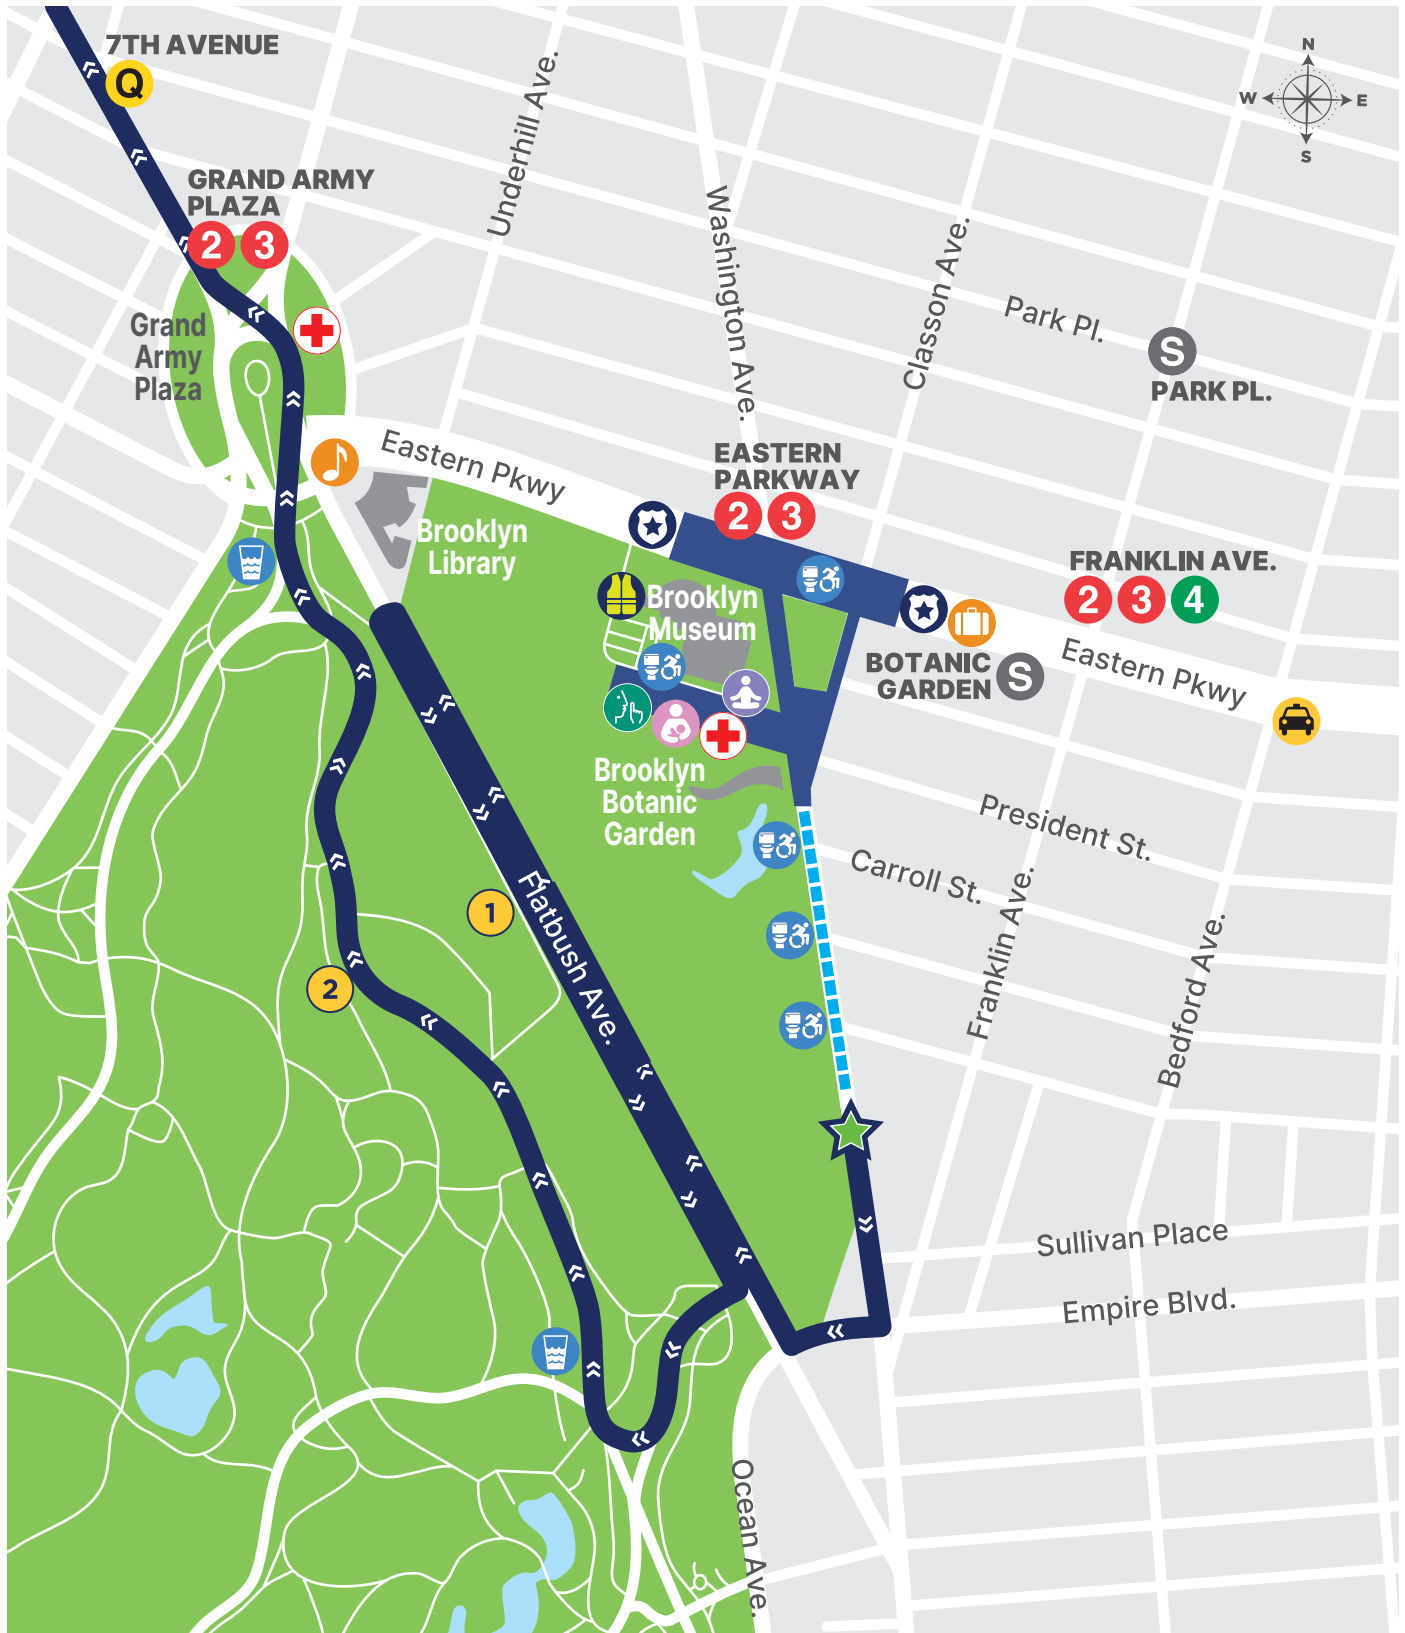 7TH AVENUE
Q
N
W
E
S
Underhill Ave.
GRAND ARMY
PLAZA
2 3
Washington Ave.
Classon Ave.
Park Pl.
S
PARK PL.
Grand
Army
Plaza
Eastern Pkwy
EASTERN
PARKWAY
2 3
Brooklyn
Library
FRANKLIN AVE.
2 3 4
Brooklyn
Museum
BOTANIC
GARDEN
S
Eastern Pkwy
Brooklyn
Botanic
Garden
President St.
Carroll St.
Franklin Ave.
Bedford Ave.
1
Flatbush Ave.
2
Sullivan Place
Empire Blvd.
Ocean Ave.